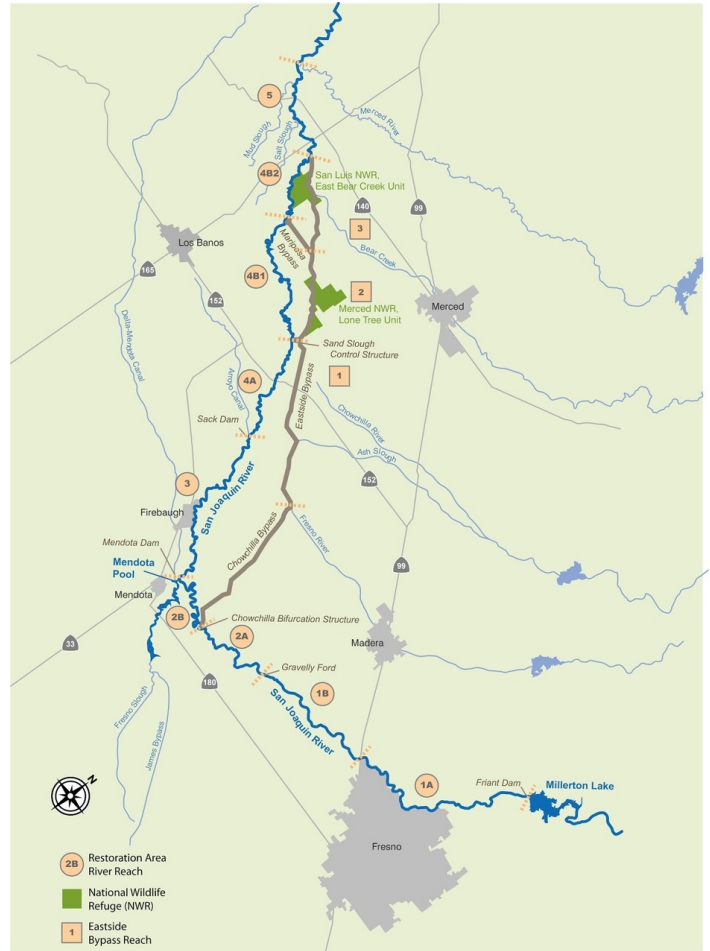 5
Mud Slough
Salt Slough
Merced River
4B2
San Luis NWR,
East Bear Creek Unit
140
99
3
Los Banos
Mariposa
Bypass
Bear Creek
165
4B1
2
152
Merced NWR,
Lone Tree Unit
Merced
Delta-Mendota Canal
Sand Slough
Control Structure
1
4A
Arroyo Canal
Eastside Bypass
Chowchilla River
Sack Dam
Ash Slough
152
3
San Joaquin River
Firebaugh
Chowchilla Bypass
Fresno River
Mendota Dam
Mendota
Pool
99
Mendota
2B
Chowchilla Bifurcation Structure
2A
33
Madera
Gravelly Ford
180
1B
Fresno Slough
San Joaquin River
James Bypass
N
1A
Friant Dam
Millerton Lake
Fresno
2B
Restoration Area
River Reach
National Wildlife
Refuge (NWR)
1
Eastside
Bypass Reach